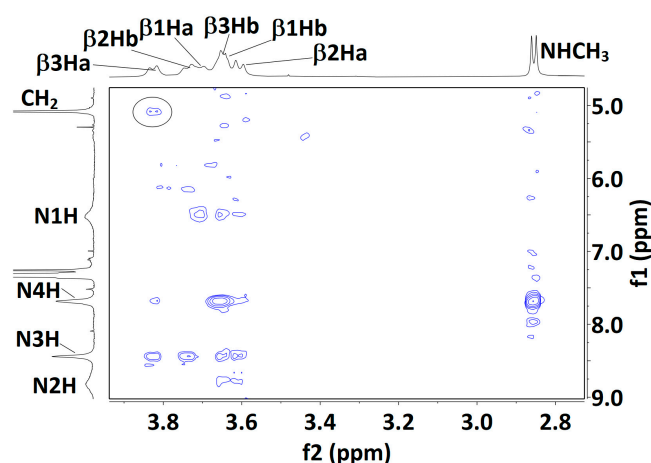 β3Ha
β2Hb
β1Ha
β3Hb
β1Hb
β2Ha
NHCH₃
CH₂
N1H
N4H
N3H
N2H
5.0
6.0
7.0
8.0
9.0
f1 (ppm)
3.8 3.6 3.4 3.2 3.0 2.8
f2 (ppm)